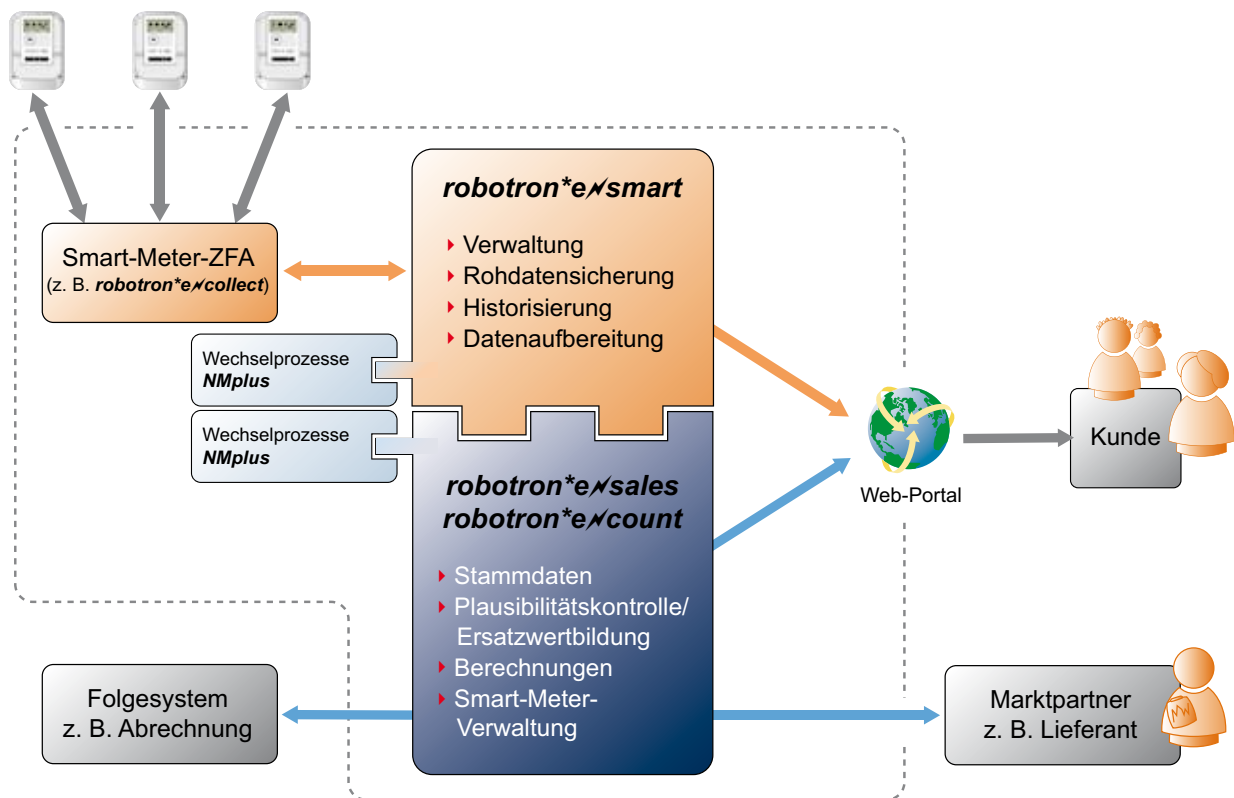 robotron*e smart
Verwaltung
Rohdatensicherung
Historisierung
Datenaufbereitung
Smart-Meter-ZFA
(z. B. robotron*e collect)
Wechselprozesse
NMplus
Wechselprozesse
NMplus
robotron*e sales
robotron*e count
Stammdaten
Plausibilitätskontrolle/
Ersatzwertbildung
Berechnungen
Smart-Meter-
Verwaltung
Web-Portal
Kunde
Folgesystem
z. B. Abrechnung
Marktpartner
z. B. Lieferant